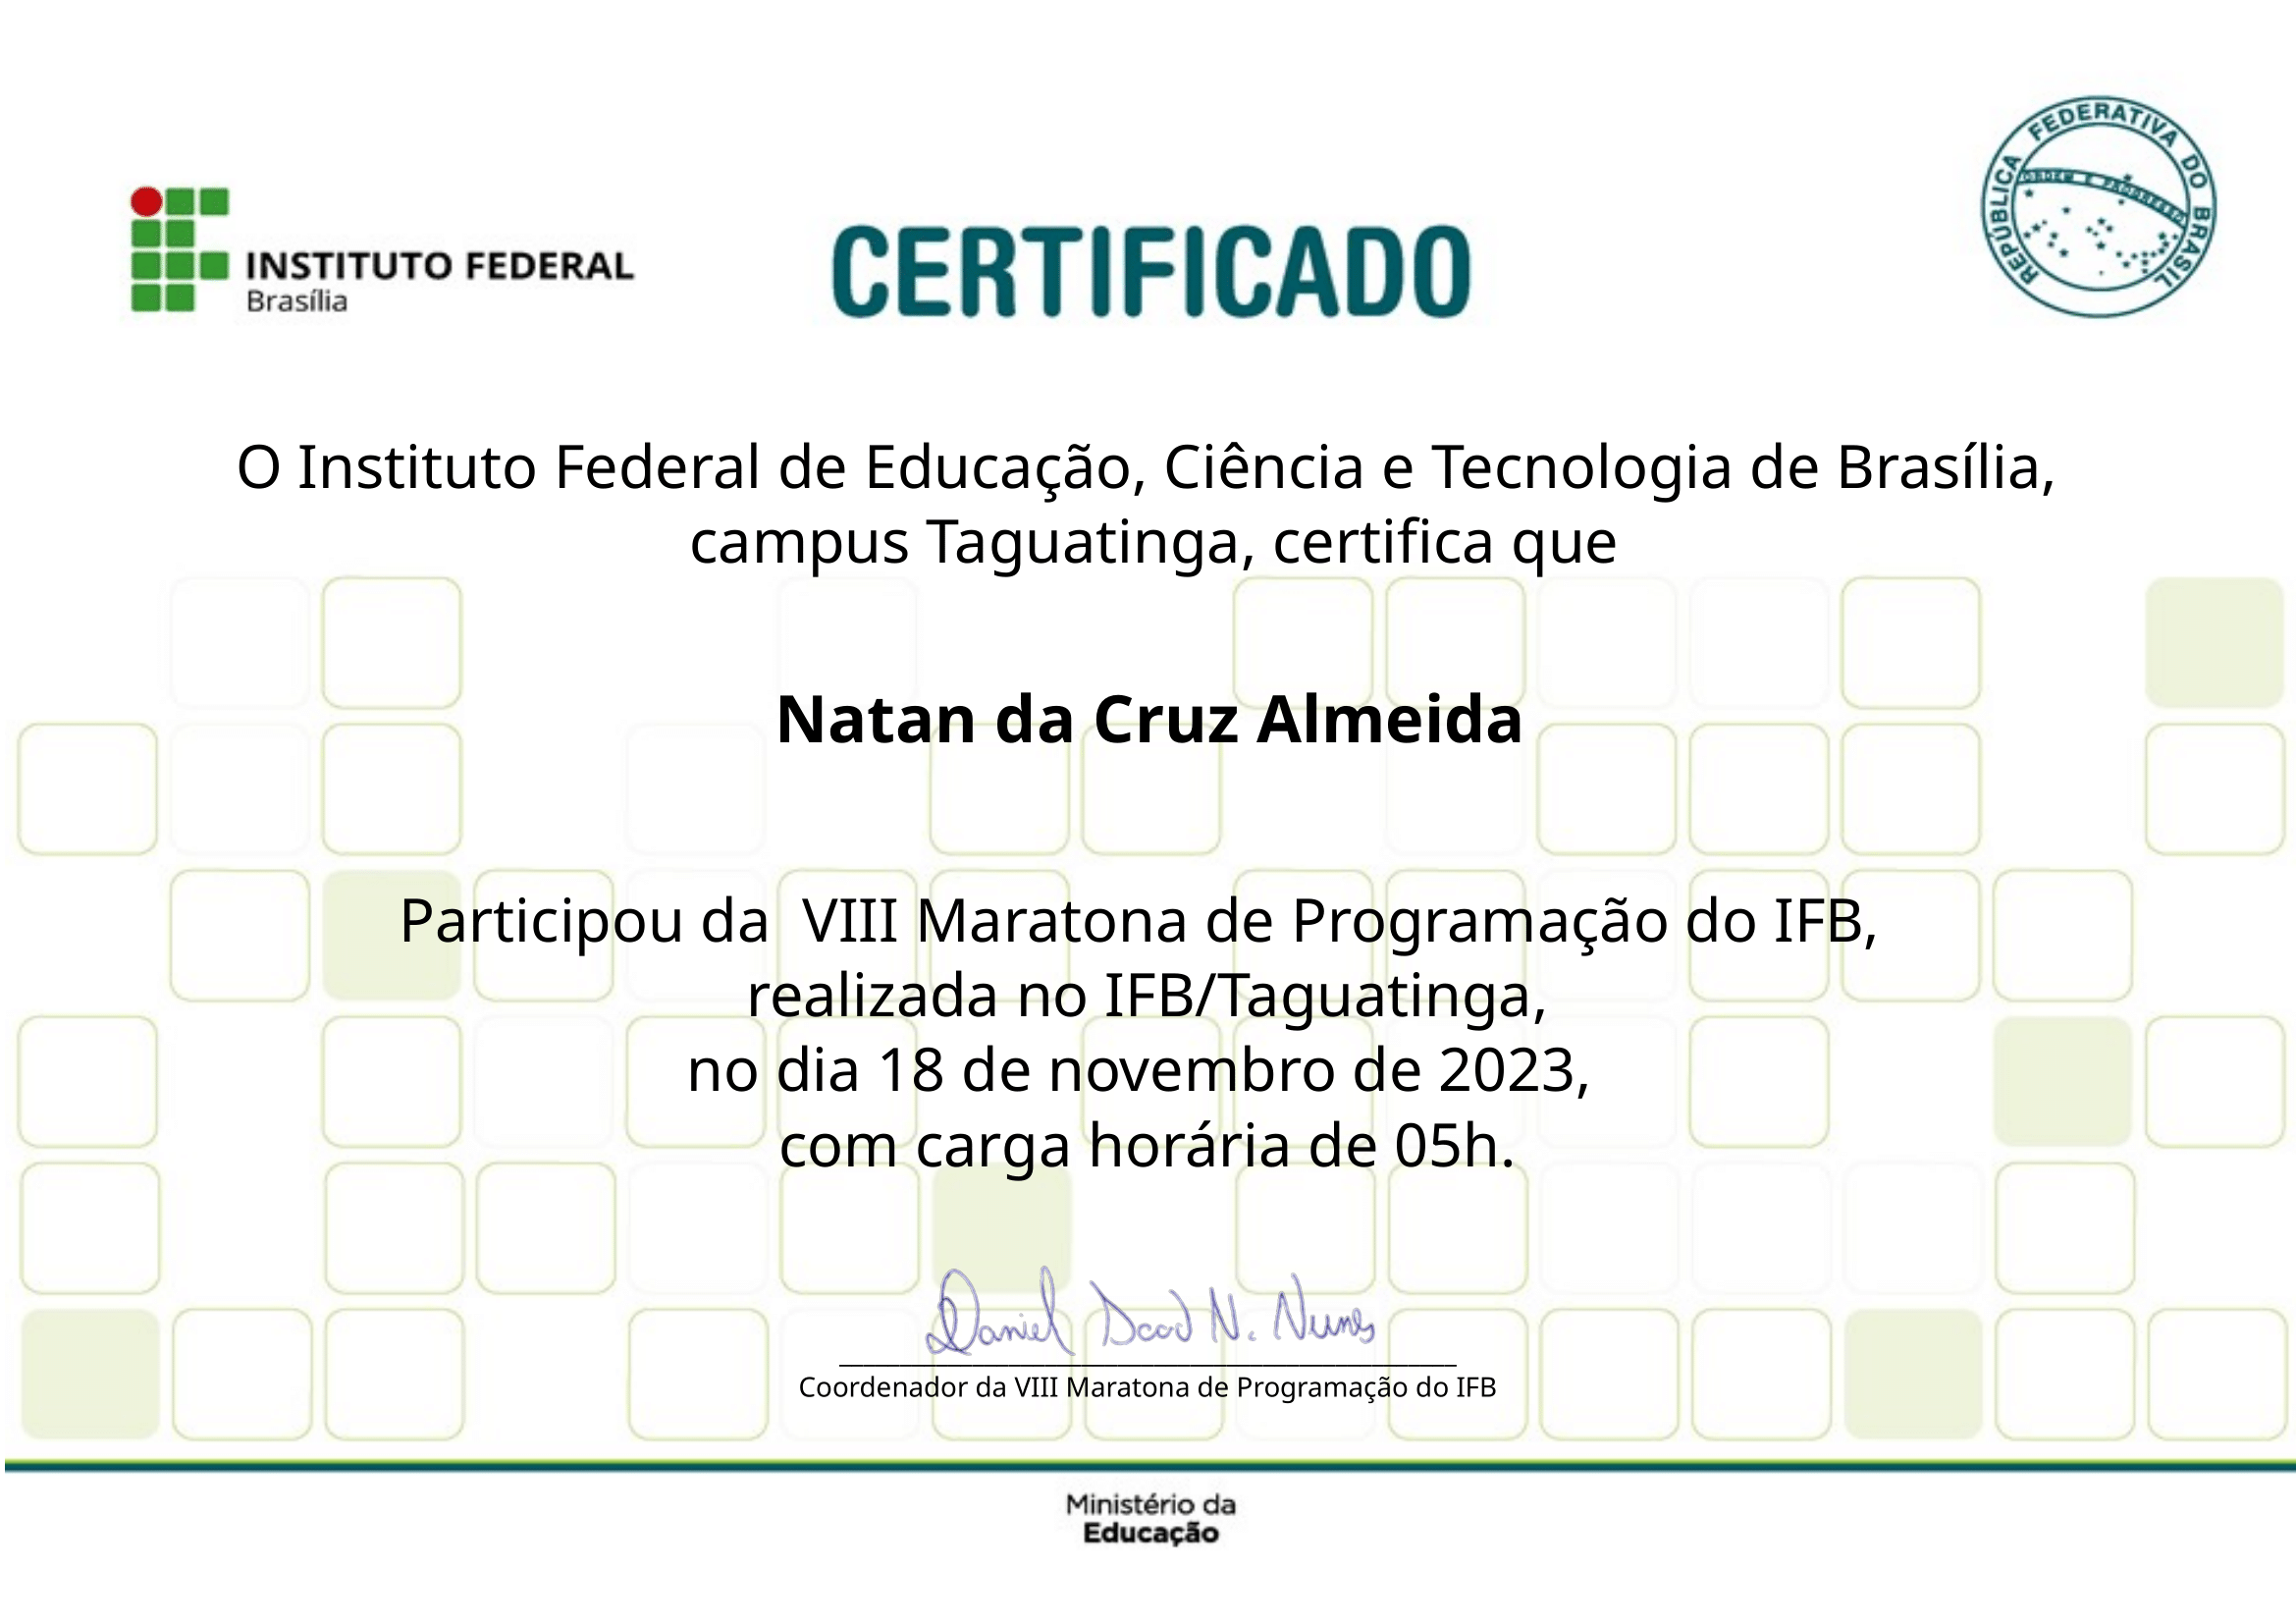 REPÚBLICA FEDERATIVA DO BRASIL
ORDEM E PROGRESSO
INSTITUTO FEDERAL
Brasília
CERTIFICADO
O Instituto Federal de Educação, Ciência e Tecnologia de Brasília,
campus Taguatinga, certifica que
Natan da Cruz Almeida
Participou da  VIII Maratona de Programação do IFB,
realizada no IFB/Taguatinga,
no dia 18 de novembro de 2023,
com carga horária de 05h.
Daniel Saad N. Nunes
Coordenador da VIII Maratona de Programação do IFB
Ministério da
Educação